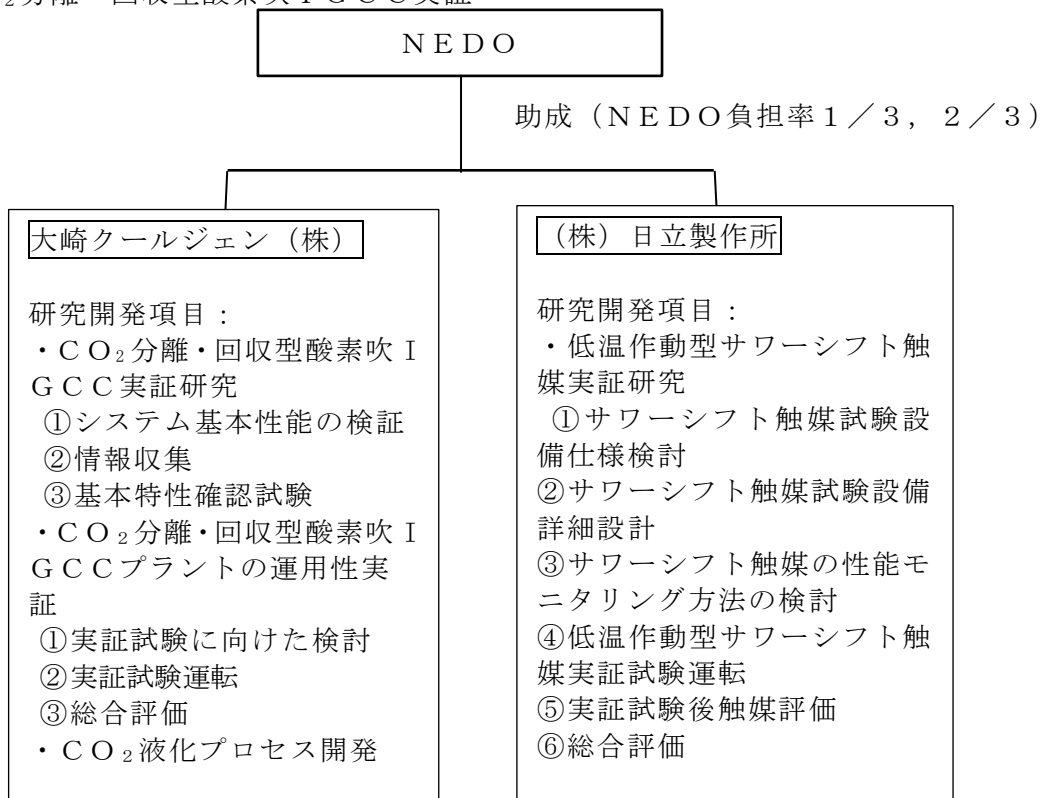 ₂分離・回収型酸素吹ＩＧＣＣ実証
ＮＥＤＯ
助成（ＮＥＤＯ負担率１／３，２／３）
大崎クールジェン（株）
研究開発項目：
・ＣＯ₂分離・回収型酸素吹Ｉ
ＧＣＣ実証研究
①システム基本性能の検証
②情報収集
③基本特性確認試験
・ＣＯ₂分離・回収型酸素吹Ｉ
ＧＣＣプラントの運用性実
証
①実証試験に向けた検討
②実証試験運転
③総合評価
・ＣＯ₂液化プロセス開発
（株）日立製作所
研究開発項目：
・低温作動型サワーシフト触
媒実証研究
①サワーシフト触媒試験設
備仕様検討
②サワーシフト触媒試験設備
詳細設計
③サワーシフト触媒の性能モ
ニタリング方法の検討
④低温作動型サワーシフト触
媒実証試験運転
⑤実証試験後触媒評価
⑥総合評価